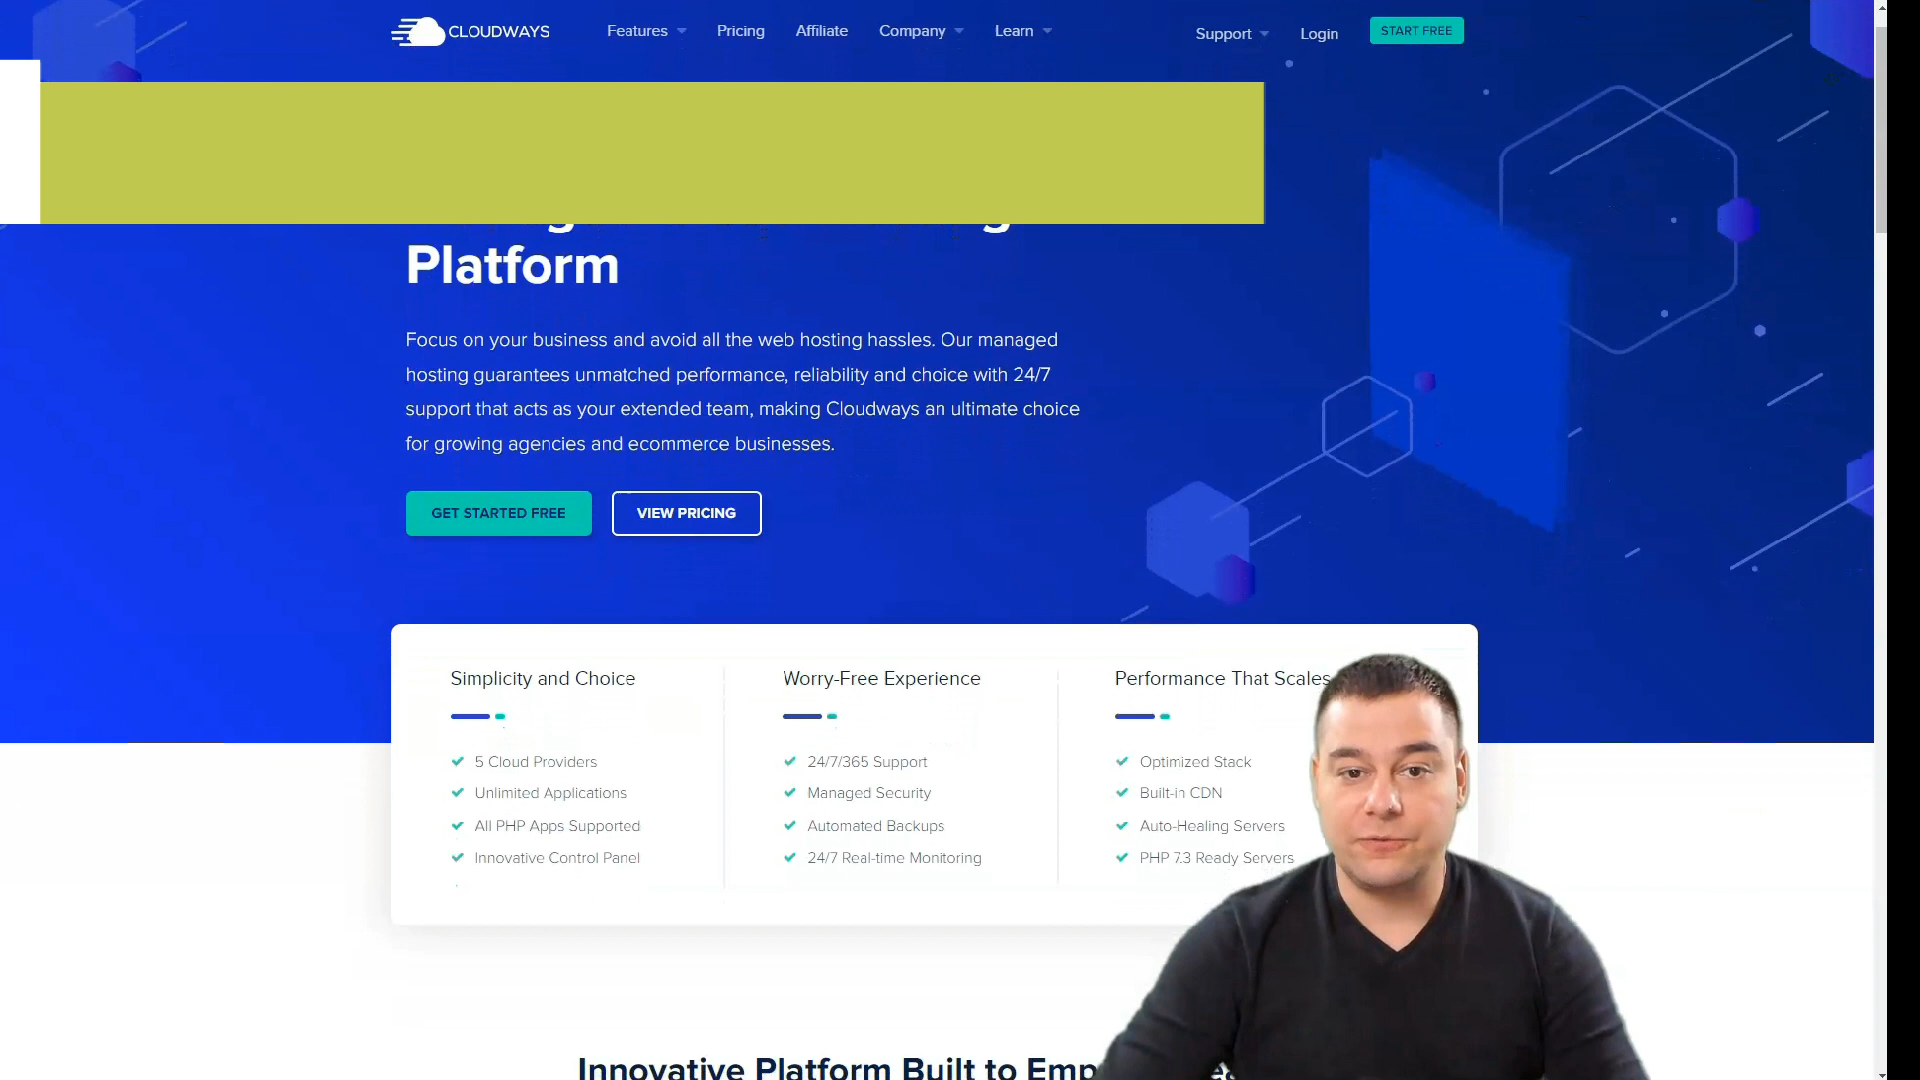 CLOUDWAYS
Features
Pricing
Affiliate
Company
Learn
Support
Login
START FREE
Platform
Focus on your business and avoid all the web hosting hassles. Our managed
hosting guarantees unmatched performance, reliability and choice with 24/7
support that acts as your extended team, making Cloudways an ultimate choice
for growing agencies and ecommerce businesses.
GET STARTED FREE
VIEW PRICING
Simplicity and Choice
5 Cloud Providers
Unlimited Applications
All PHP Apps Supported
Innovative Control Panel
Worry-Free Experience
24/7/365 Support
Managed Security
Automated Backups
24/7 Real-time Monitoring
Performance That Scales
Optimized Stack
Built-in CDN
Auto-Healing Servers
PHP 7.3 Ready Servers
Innovative Platform Built to